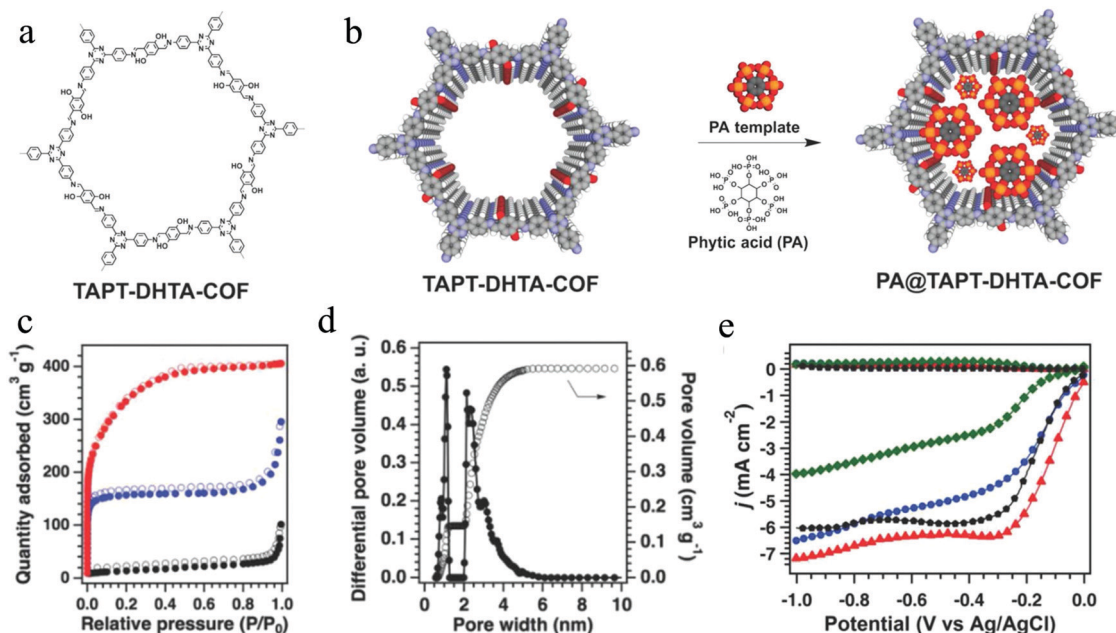 a
TAPT-DHTA-COF
b
TAPT-DHTA-COF
PA template
Phytic acid (PA)
PA@TAPT-DHTA-COF
c
Quantity adsorbed (cm³ g⁻¹)
400
300
200
100
0
0.0 0.2 0.4 0.6 0.8 1.0
Relative pressure (P/P₀)
d
Differential pore volume (a. u.)
0.6
0.5
0.4
0.3
0.2
0.1
0.0
0 2 4 6 8 10
Pore width (nm)
0.6
0.5
0.4
0.3
0.2
0.1
0.0
Pore volume (cm³ g⁻¹)
e
j (mA cm⁻²)
0
-1
-2
-3
-4
-5
-6
-7
-1.0 -0.8 -0.6 -0.4 -0.2 0.0
Potential (V vs Ag/AgCl)